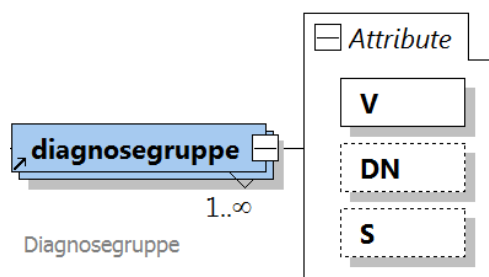 Attribute
V
diagnosegruppe
DN
1..∞
S
Diagnosegruppe